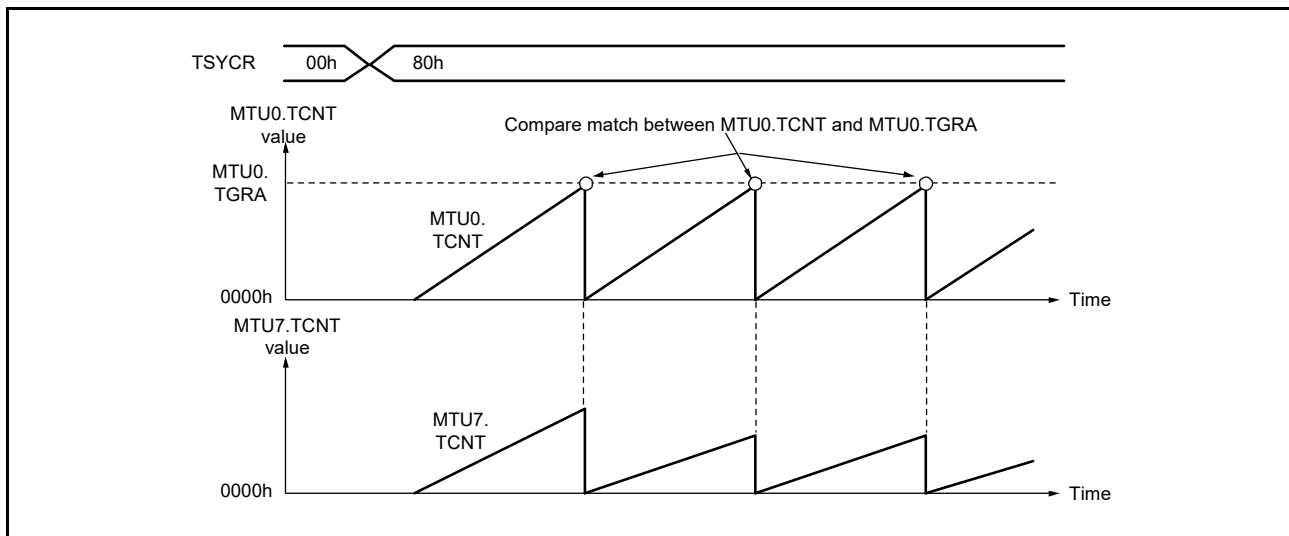 TSYCR 00h 80h
MTU0.TCNT
value
Compare match between MTU0.TCNT and MTU0.TGRA
MTU0.
TGRA
MTU0.
TCNT
0000h
Time
MTU7.TCNT
value
MTU7.
TCNT
0000h
Time